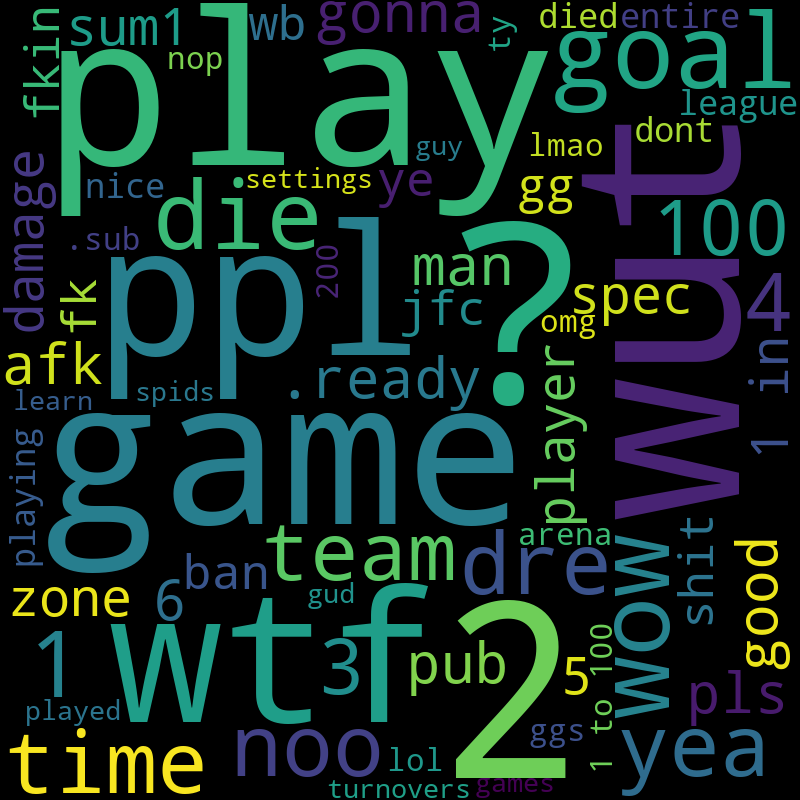 fkin
sum1
play
nop
wb
gonna
ty
died
entire
goal
league
dont
lmao
guy
damage
nice
settings
ye
gg
wut
.sub
die
100
ppl
200
man
?
spec
omg
4
jfc
fk
afk
spids
.ready
learn
1 in
game
player
playing
arena
team
dre
wow
shit
good
ban
zone
6
gud
wtf
2
1
3
pub
5
1 to 100
pls
played
time
noo
lol
ggs
yea
turnovers
games